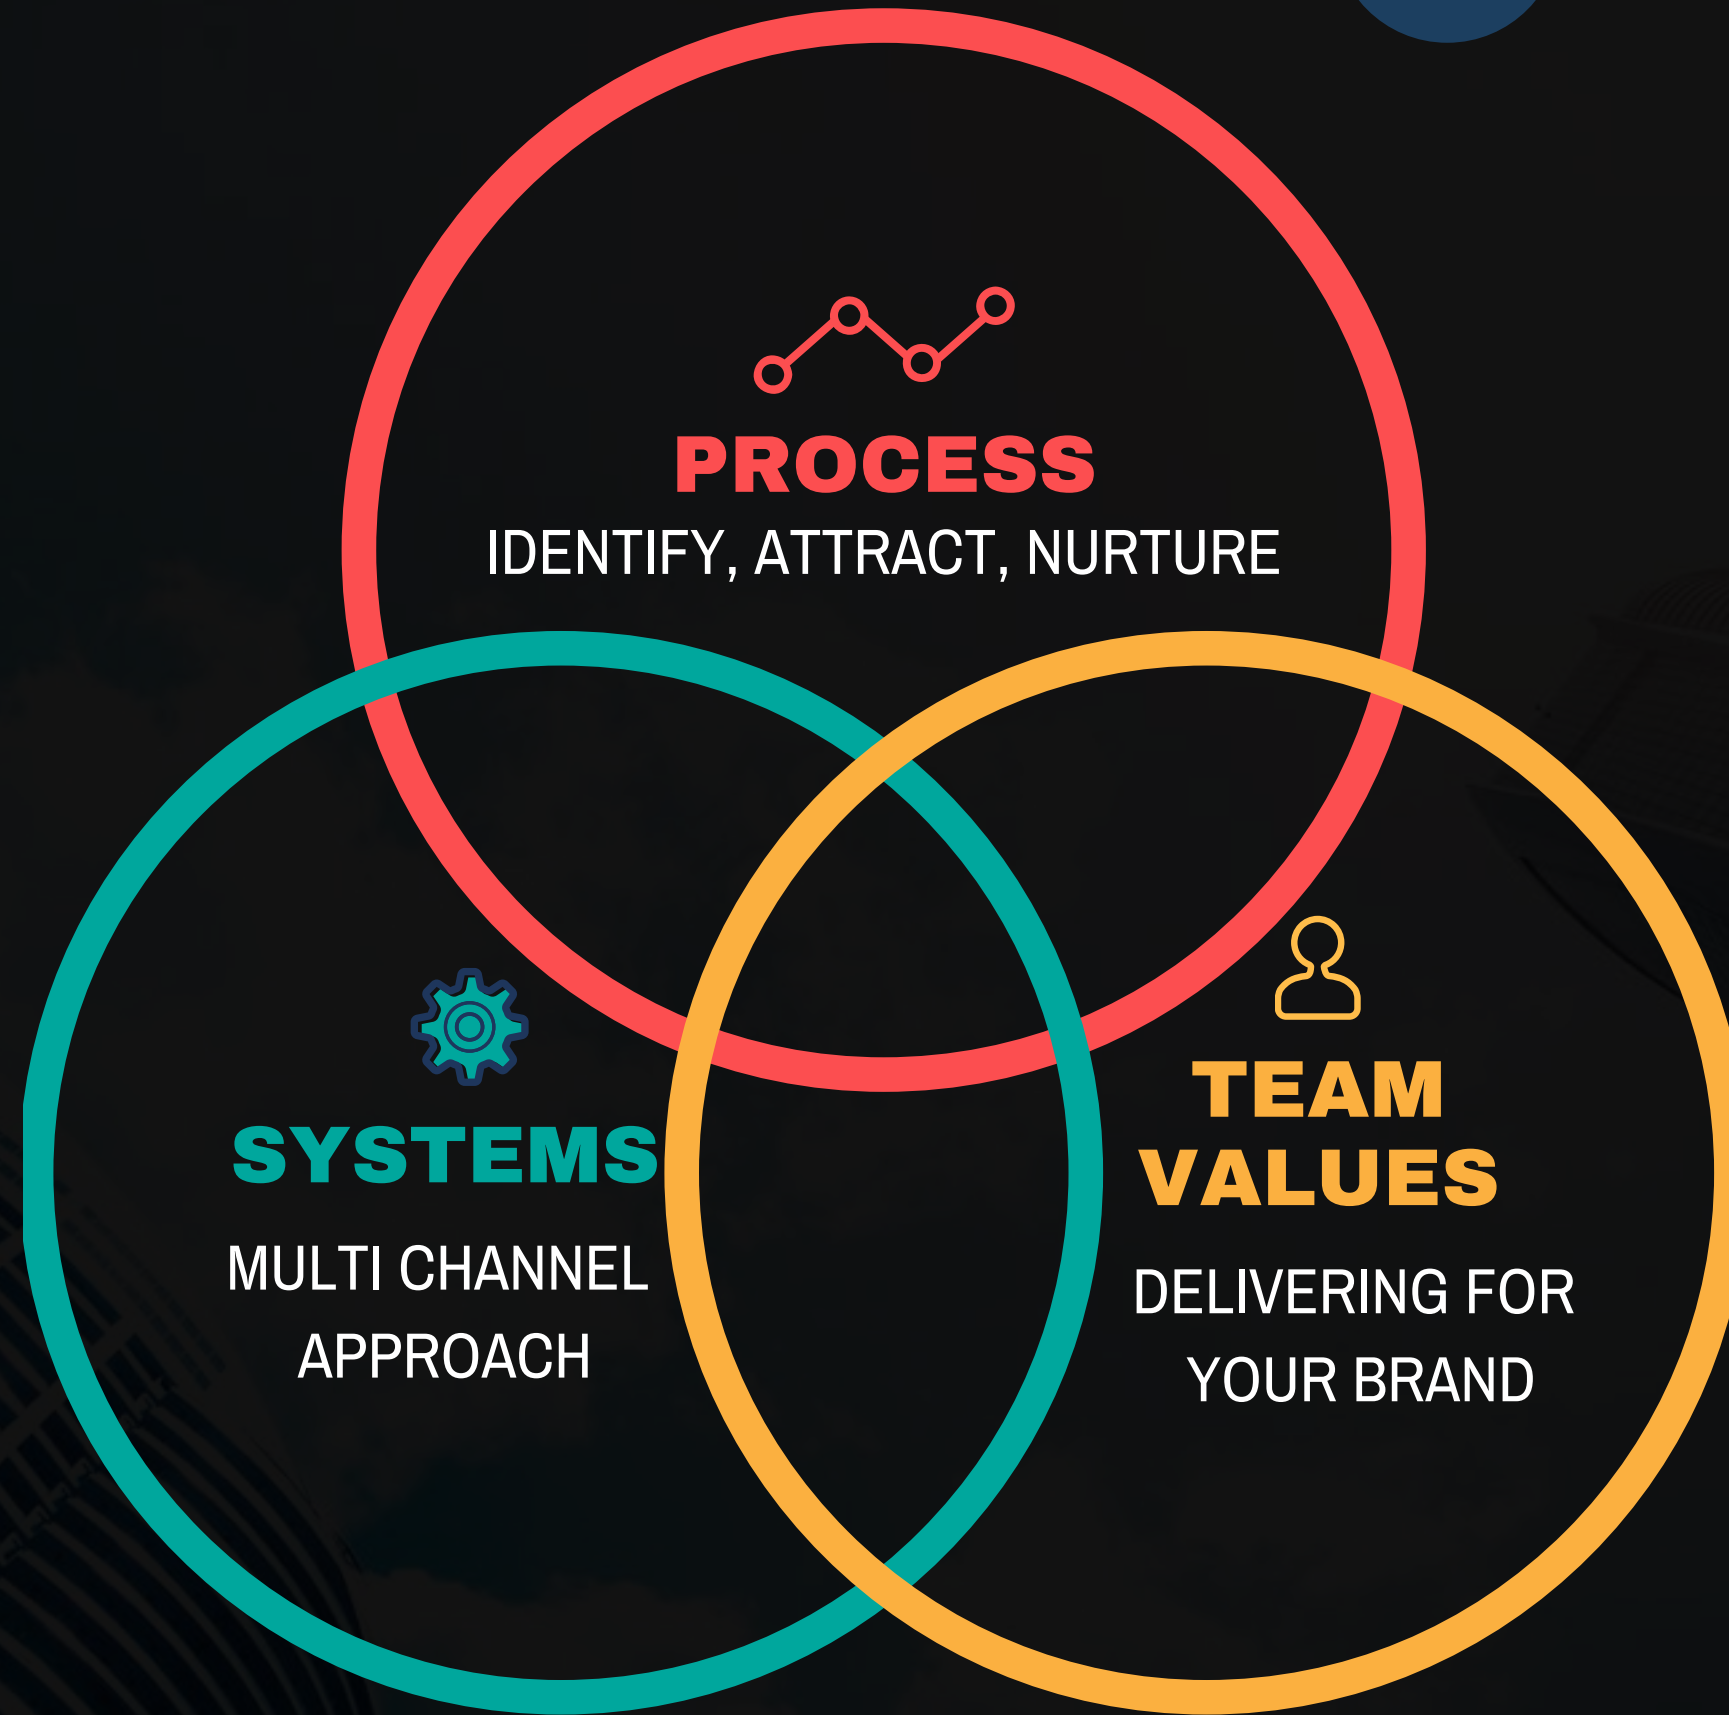 PROCESS
IDENTIFY, ATTRACT, NURTURE
SYSTEMS
MULTI CHANNEL
APPROACH
TEAM
VALUES
DELIVERING FOR
YOUR BRAND